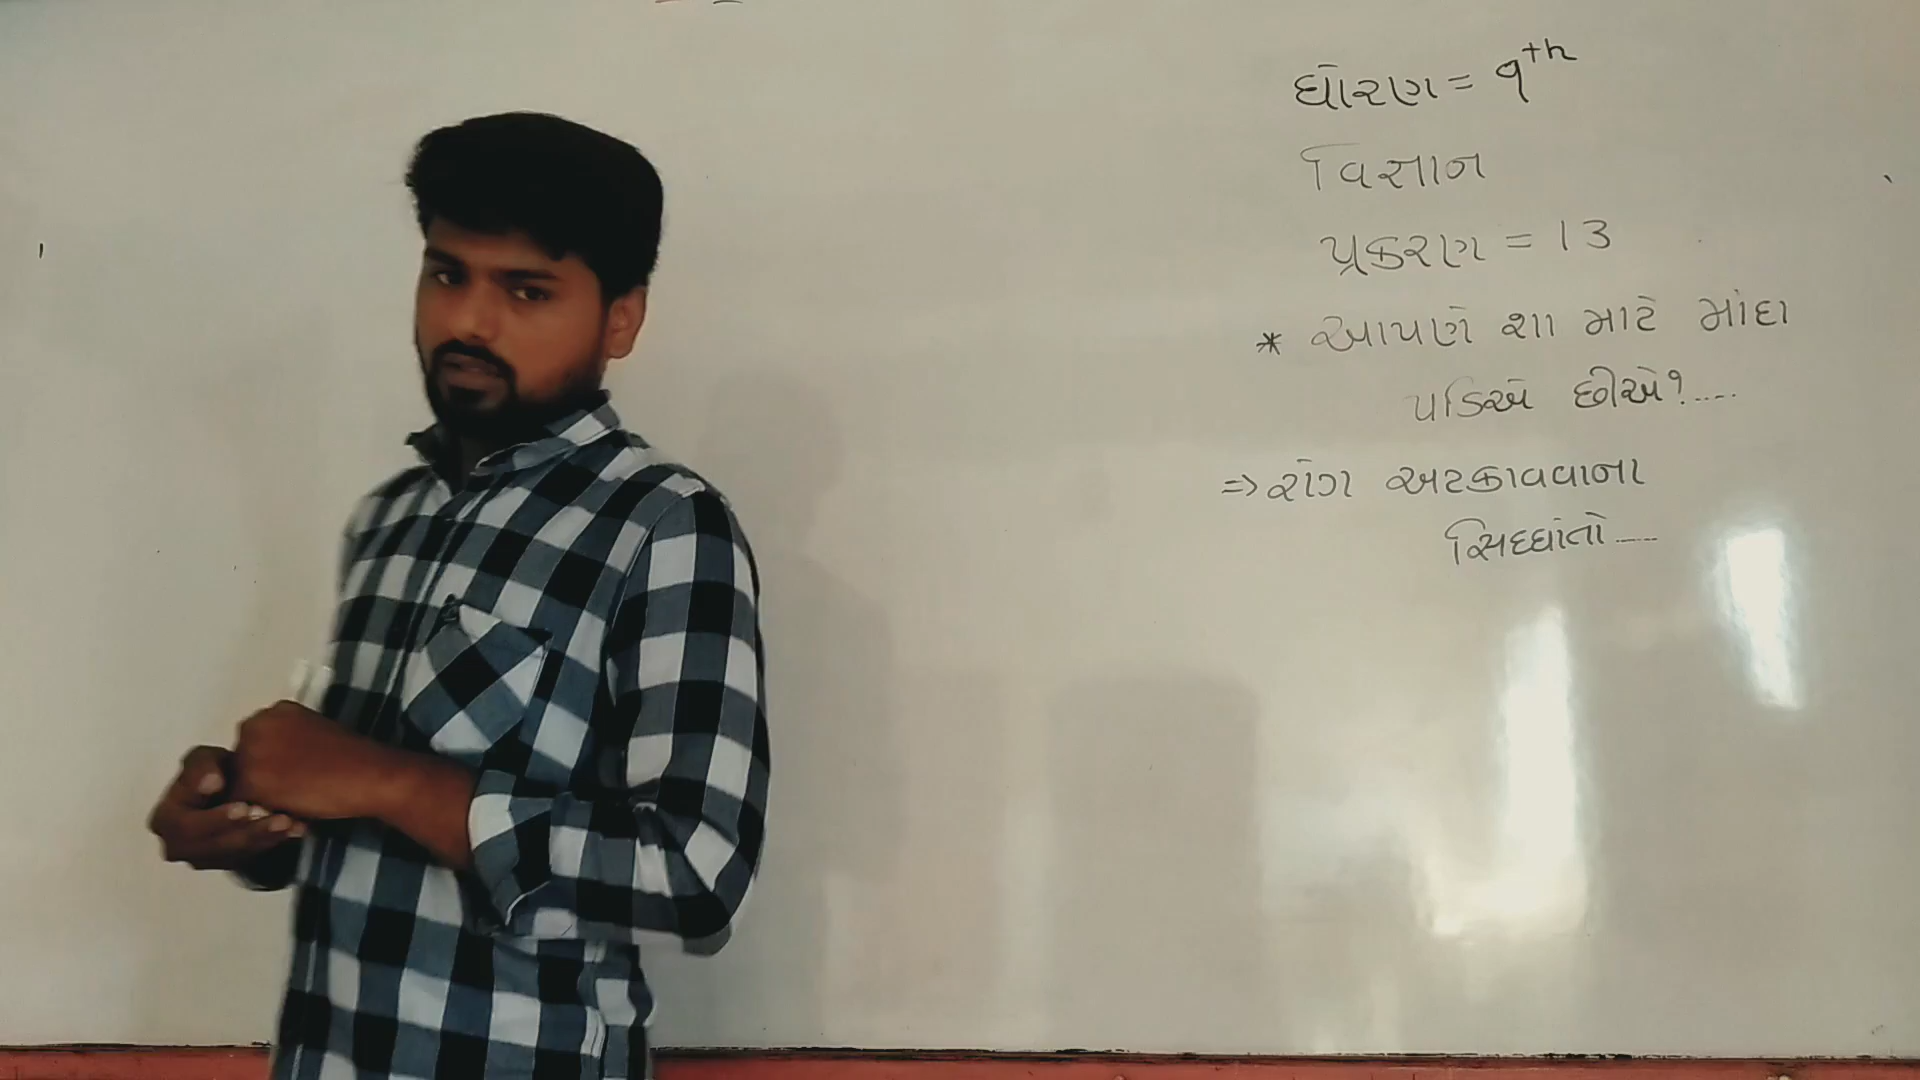 ધોરણ = 9th
વિજ્ઞાન
પ્રકરણ = 13
* આપણે શા માટે માંદા
પડિએ છીએ?....
=> રોગ અટકાવવાના
સિદ્ધાંતો.....